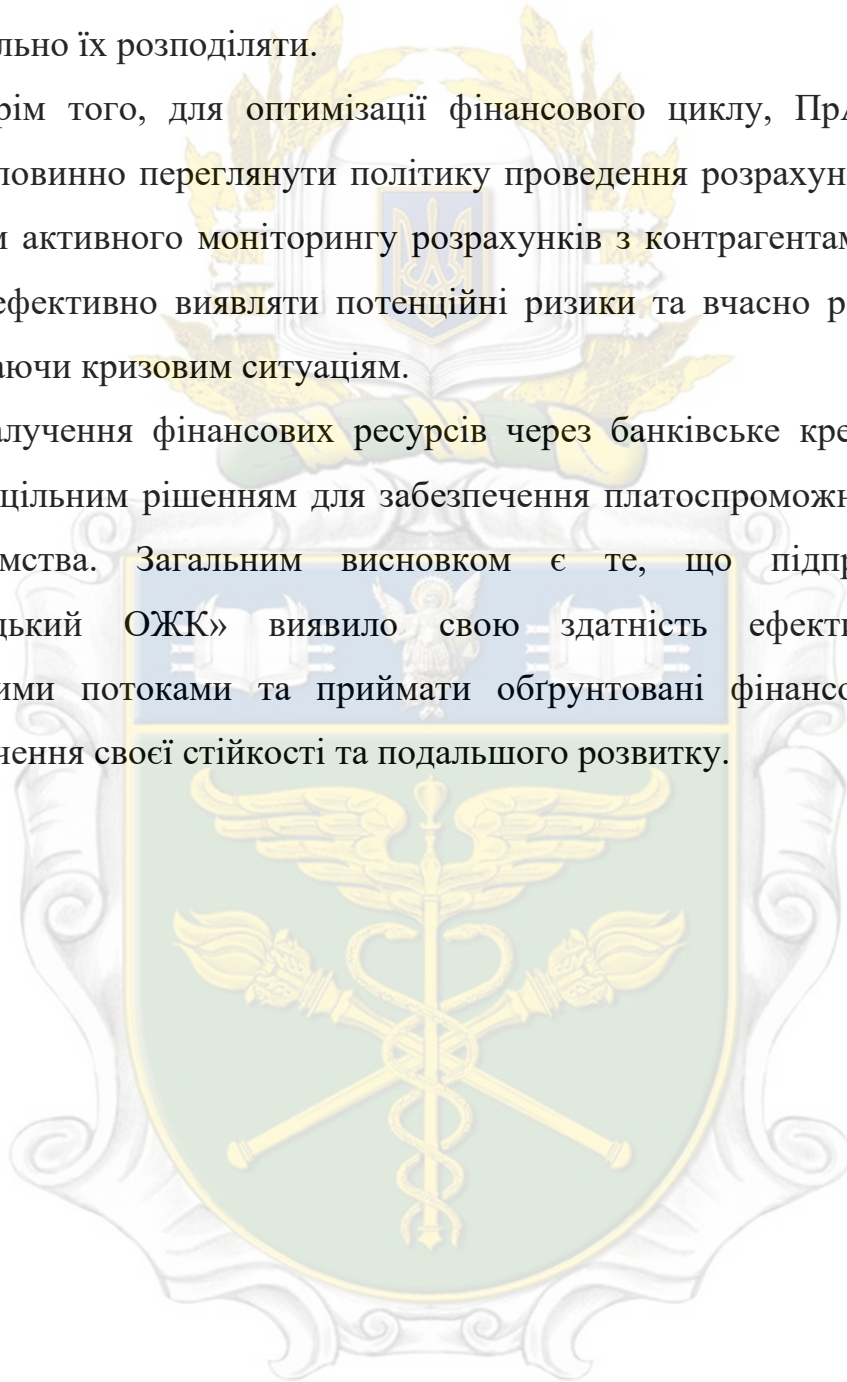 льно їх розподіляти.
рім того, для оптимізації фінансового циклу, ПрА
повинно переглянути політику проведення розрахун
м активного моніторингу розрахунків з контрагентам
ефективно виявляти потенційні ризики та вчасно р
аючи кризовим ситуаціям.
алучення фінансових ресурсів через банківське кре
цільним рішенням для забезпечення платоспроможн
мства. Загальним висновком є те, що підпр
цький ОЖК» виявило свою здатність ефекти
ими потоками та приймати обґрунтовані фінансо
чення своєї стійкості та подальшого розвитку.